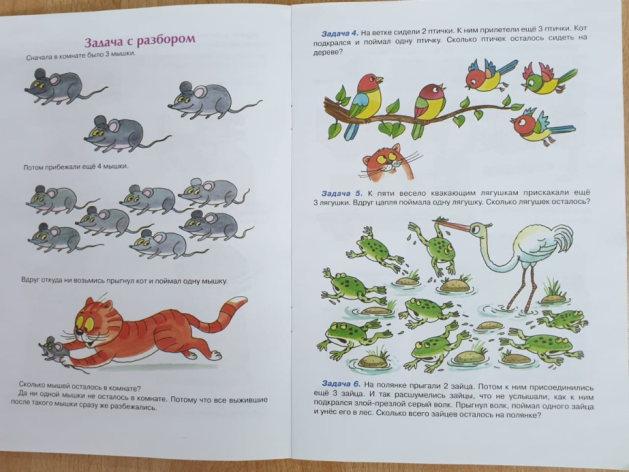 Задача с разбором
Сначала в комнате было 3 мышки.
Потом прибежали ещё 4 мышки.
Вдруг откуда ни возьмись прыгнул кот и поймал одну мышку.
Сколько мышей осталось в комнате?
Да ни одной мышки не осталось в комнате. Потому что все выжившие
после такого мышки сразу же разбежались.
Задача 4. На ветке сидели 2 птички. К ним прилетели ещё 3 птички. Кот
подкрался и поймал одну птичку. Сколько птичек осталось сидеть на
дереве?
Задача 5. К пяти весело квакающим лягушкам прискакали ещё
3 лягушки. Вдруг цапля поймала одну лягушку. Сколько лягушек осталось?
Задача 6. На полянке прыгали 2 зайца. Потом к ним присоединились
ещё 3 зайца. И так расшумелись зайцы, что не услышали, как к ним
подкрался злой-презлой серый волк. Прыгнул волк, поймал одного зайца
и унёс его в лес. Сколько всего зайцев осталось на полянке?